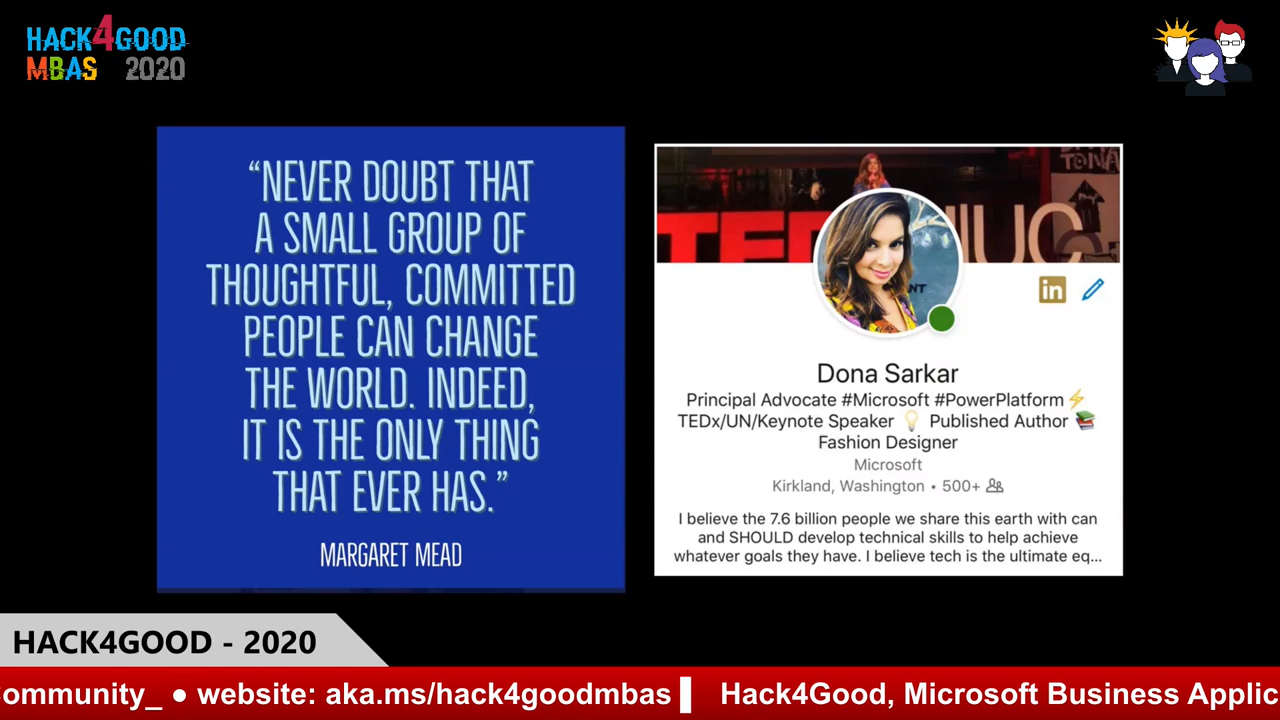 HACK4GOOD
MBAS 2020
“NEVER DOUBT THAT
A SMALL GROUP OF
THOUGHTFUL, COMMITTED
PEOPLE CAN CHANGE
THE WORLD. INDEED,
IT IS THE ONLY THING
THAT EVER HAS.”
MARGARET MEAD
in
Dona Sarkar
Principal Advocate #Microsoft #PowerPlatform⚡
TEDx/UN/Keynote Speaker 💡 Published Author 📚
Fashion Designer
Microsoft
Kirkland, Washington • 500+
I believe the 7.6 billion people we share this earth with can
and SHOULD develop technical skills to help achieve
whatever goals they have. I believe tech is the ultimate eq...
HACK4GOOD - 2020
ommunity_ ● website: aka.ms/hack4goodmbas ▌ Hack4Good, Microsoft Business Applic